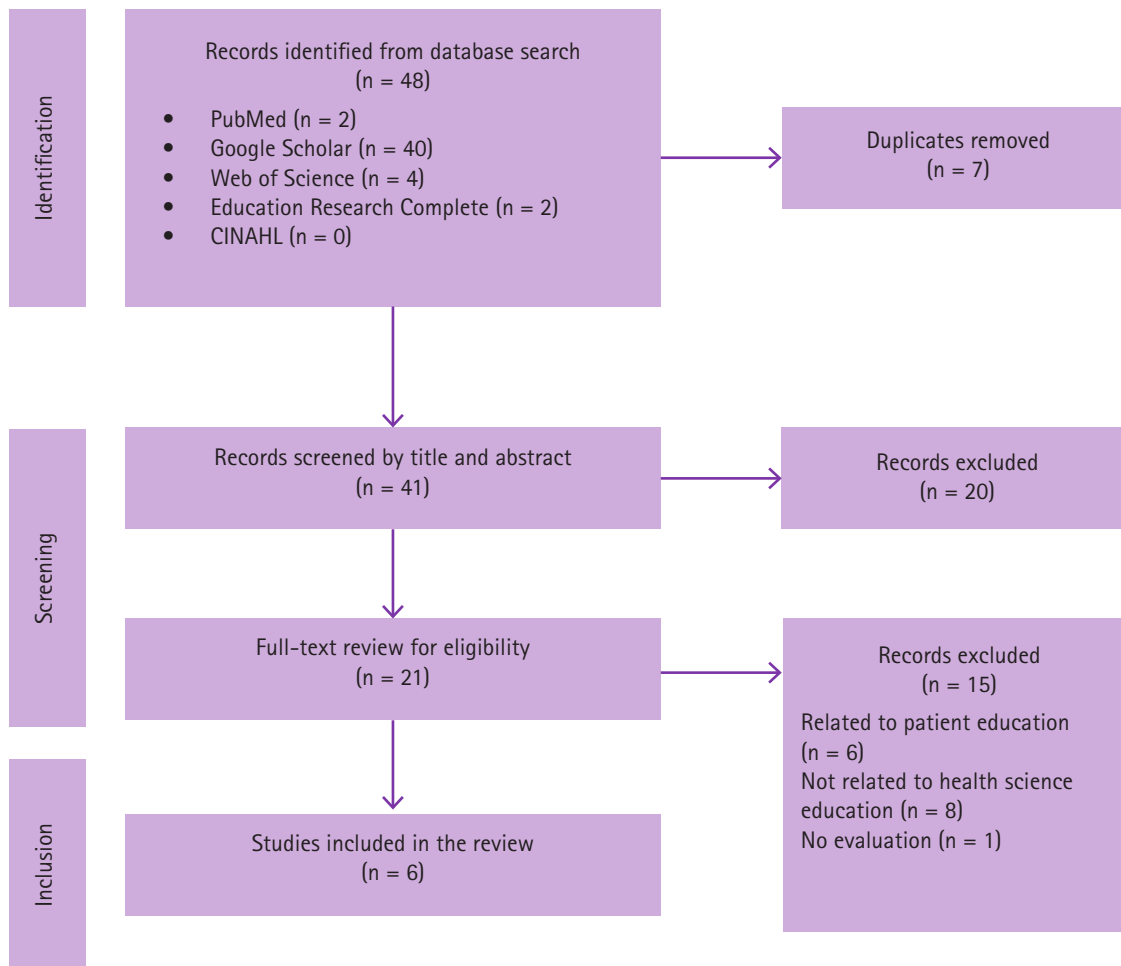 Identification
Records identified from database search
(n = 48)
• PubMed (n = 2)
• Google Scholar (n = 40)
• Web of Science (n = 4)
• Education Research Complete (n = 2)
• CINAHL (n = 0)
Duplicates removed
(n = 7)
Screening
Records screened by title and abstract
(n = 41)
Records excluded
(n = 20)
Full-text review for eligibility
(n = 21)
Records excluded
(n = 15)
Related to patient education
(n = 6)
Not related to health science
education (n = 8)
No evaluation (n = 1)
Inclusion
Studies included in the review
(n = 6)